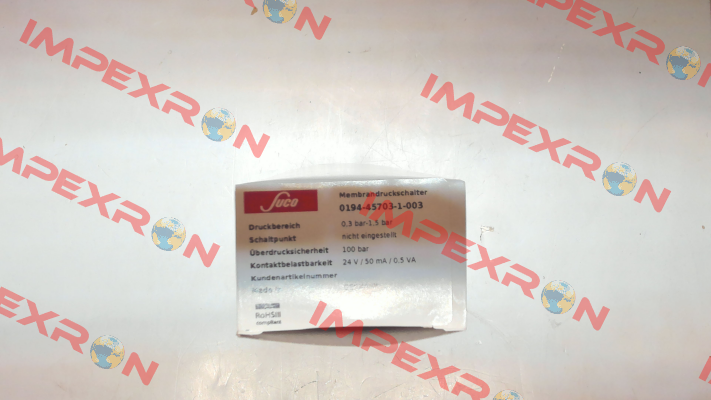 IMPEXRON
IMPEXRON
IMPEXRON
IMPEXRON
IMPEXRON
IMPEXRON
IMPEXRON
IMPEXRON
Suco
Membrandruckschalter
0194-45703-1-003
Druckbereich 0,3 bar-1,5 bar
Schaltpunkt nicht eingestellt
Überdrucksicherheit 100 bar
Kontaktbelastbarkeit 24 V / 50 mA / 0,5 VA
Kundenartikelnummer
RoHSIII
compliant